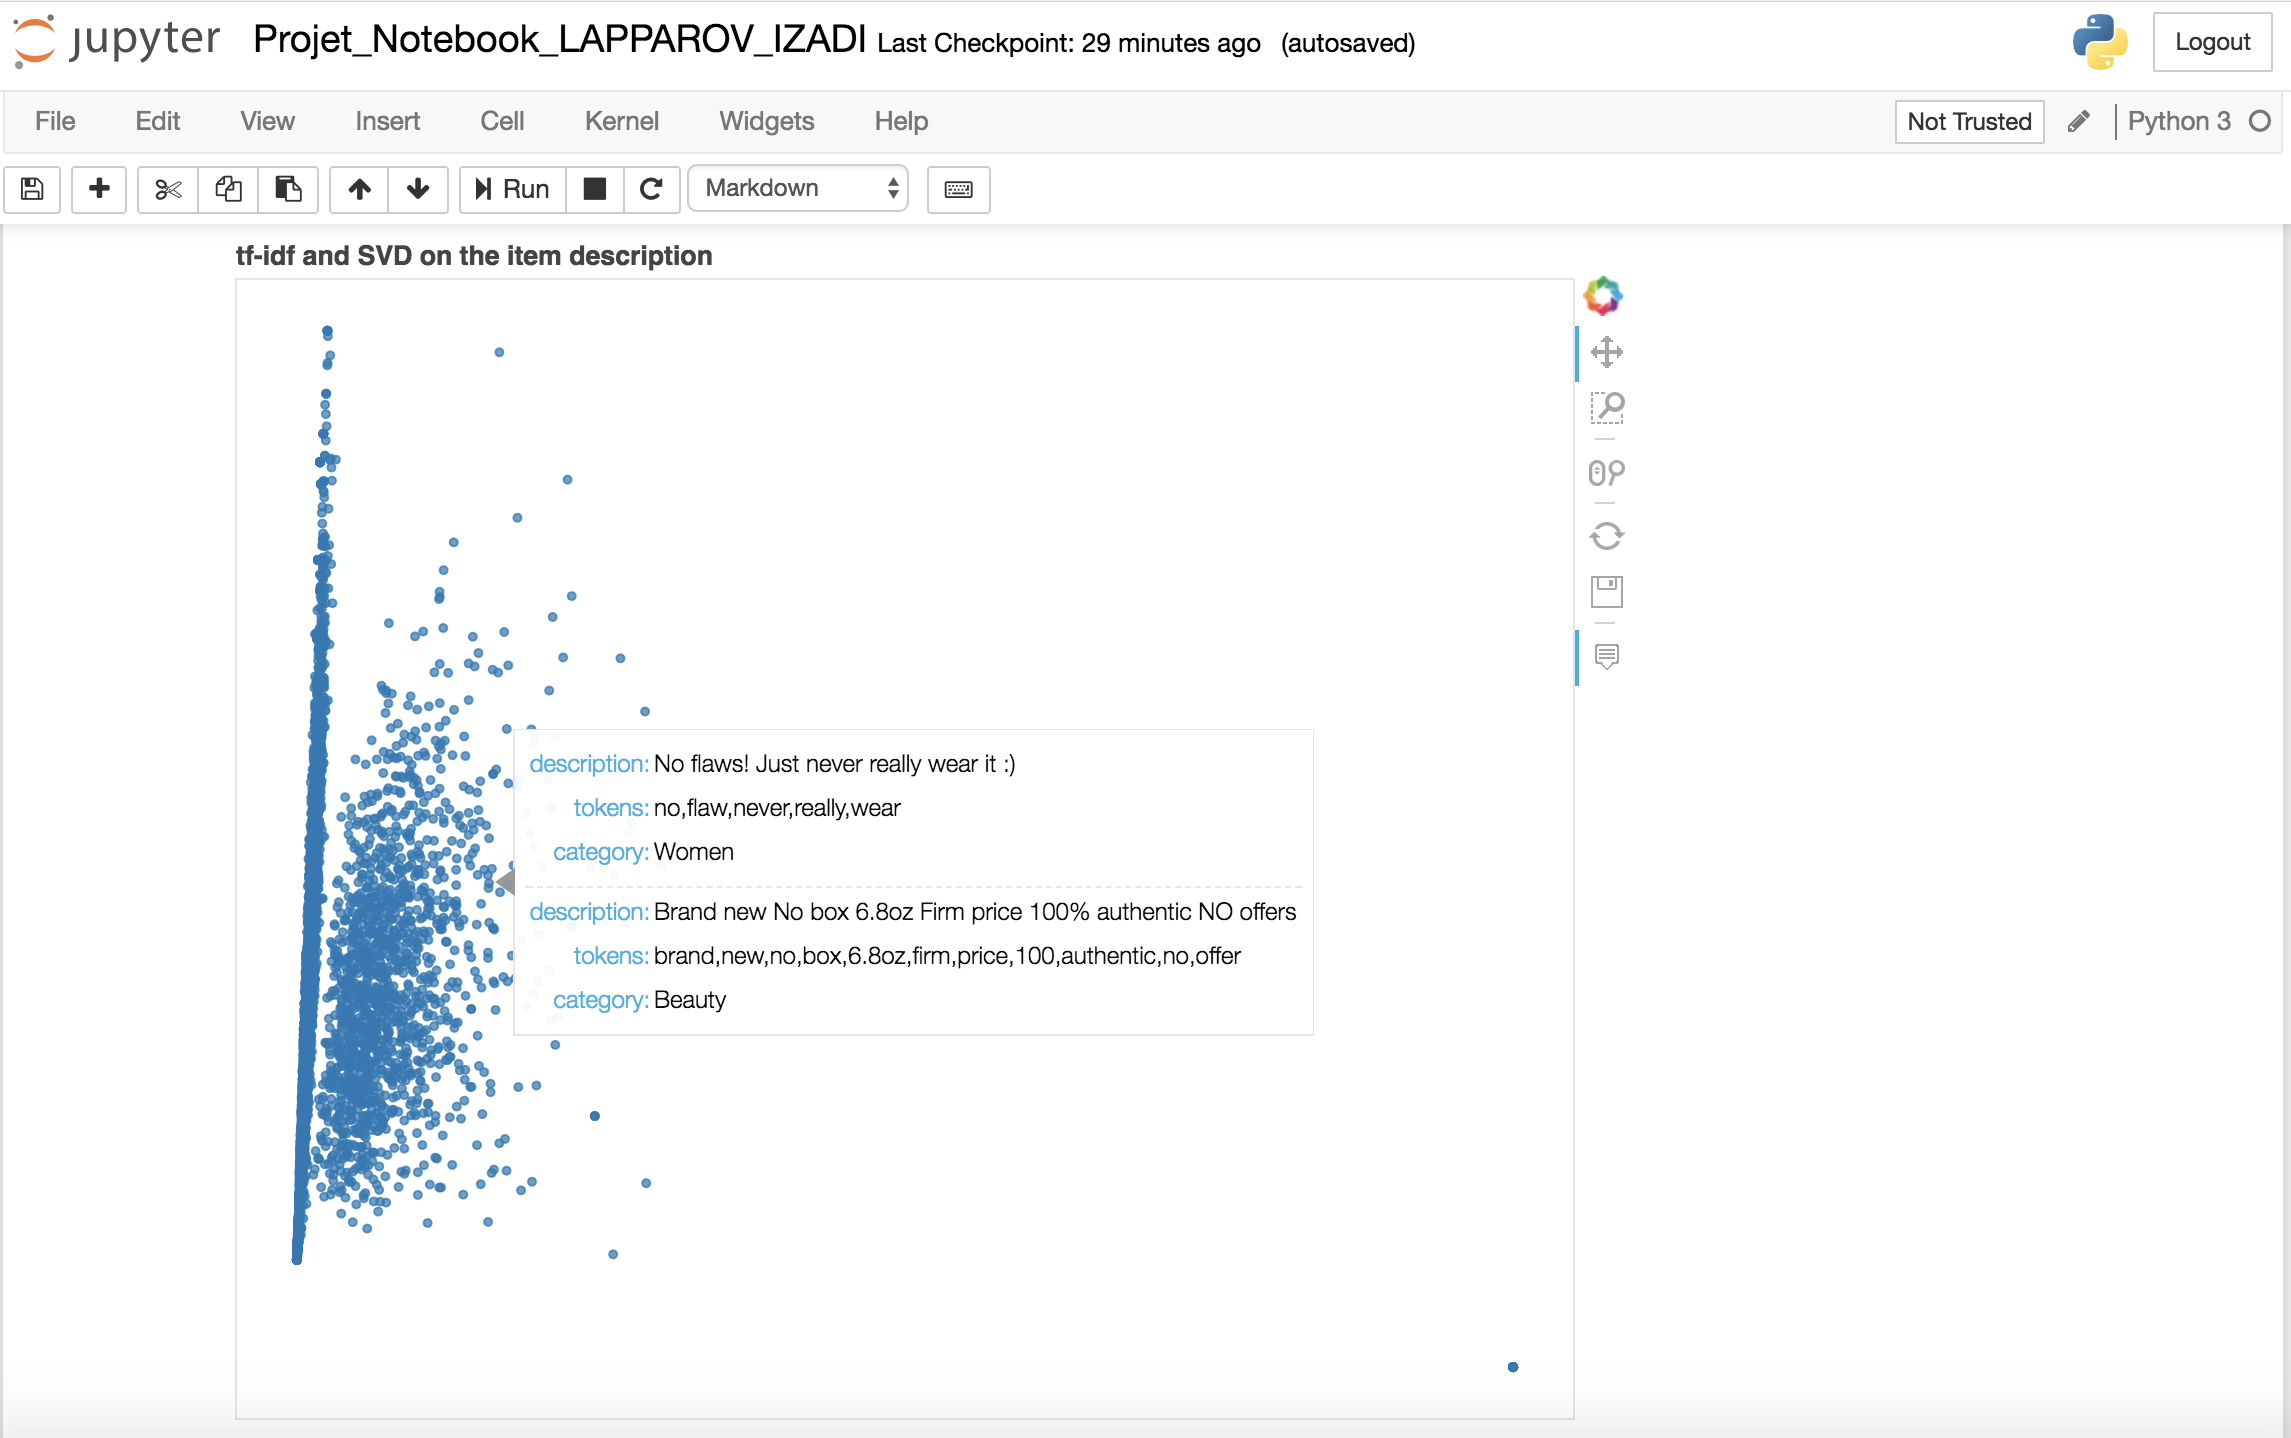 jupyter Projet_Notebook_LAPPAROV_IZADI Last Checkpoint: 29 minutes ago (autosaved) Logout
File Edit View Insert Cell Kernel Widgets Help Not Trusted Python 3
Run Markdown
tf-idf and SVD on the item description
description: No flaws! Just never really wear it :)
tokens: no,flaw,never,really,wear
category: Women
description: Brand new No box 6.8oz Firm price 100% authentic NO offers
tokens: brand,new,no,box,6.8oz,firm,price,100,authentic,no,offer
category: Beauty